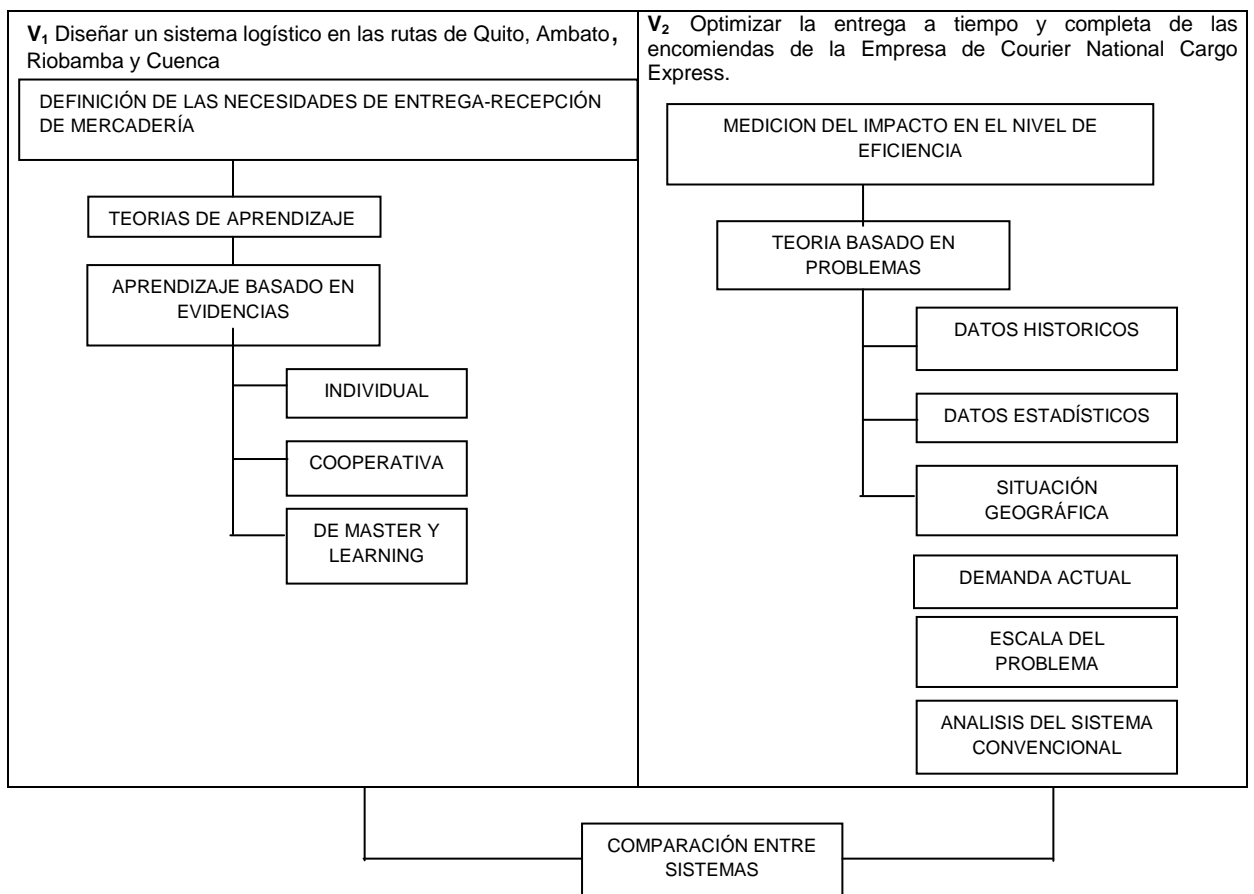 V₁ Diseñar un sistema logístico en las rutas de Quito, Ambato,
Riobamba y Cuenca
DEFINICIÓN DE LAS NECESIDADES DE ENTREGA-RECEPCIÓN
DE MERCADERÍA
TEORIAS DE APRENDIZAJE
APRENDIZAJE BASADO EN
EVIDENCIAS
INDIVIDUAL
COOPERATIVA
DE MASTER Y
LEARNING
V₂ Optimizar la entrega a tiempo y completa de las
encomiendas de la Empresa de Courier National Cargo
Express.
MEDICION DEL IMPACTO EN EL NIVEL DE
EFICIENCIA
TEORIA BASADO EN
PROBLEMAS
DATOS HISTORICOS
DATOS ESTADÍSTICOS
SITUACIÓN
GEOGRÁFICA
DEMANDA ACTUAL
ESCALA DEL
PROBLEMA
ANALISIS DEL SISTEMA
CONVENCIONAL
COMPARACIÓN ENTRE
SISTEMAS